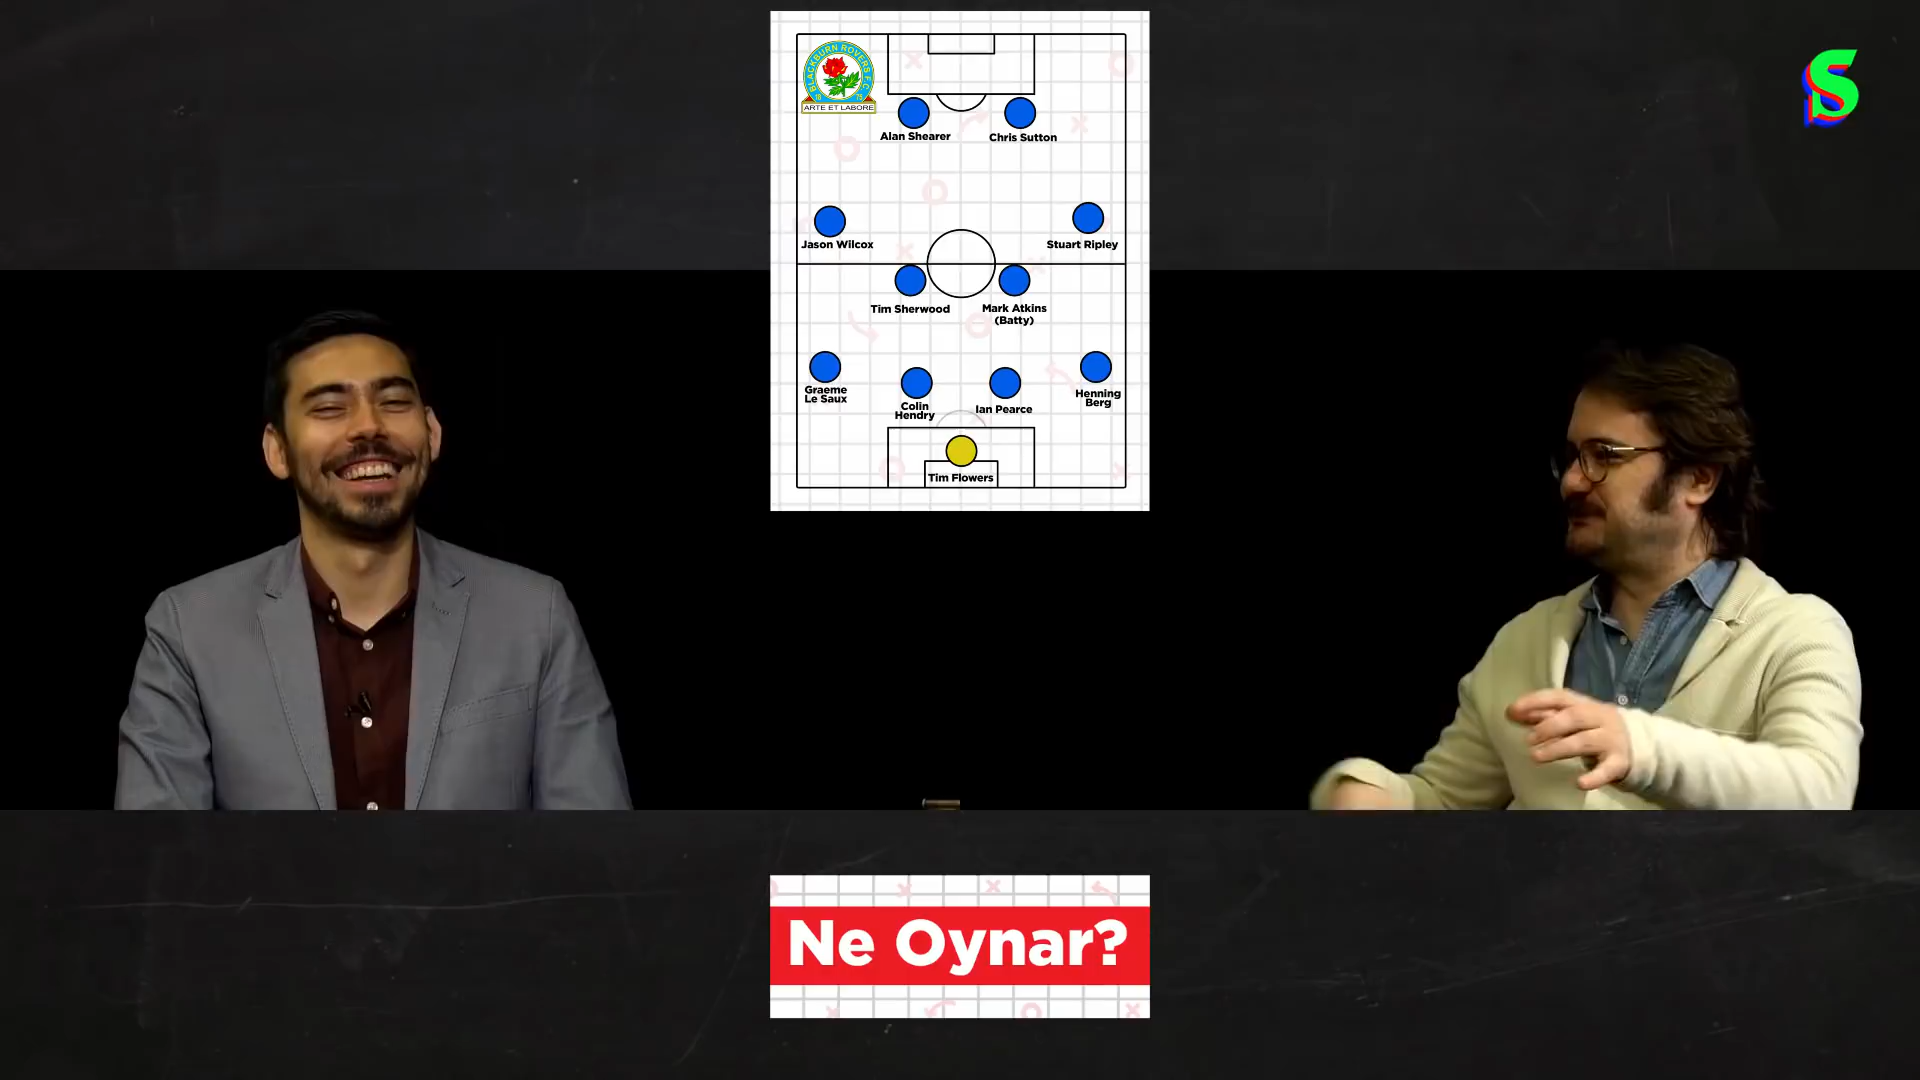 BLACKBURN ROVERS F.C.
1875
ARTE ET LABORE
S
Alan Shearer
Chris Sutton
Jason Wilcox
Stuart Ripley
Tim Sherwood
Mark Atkins
(Batty)
Graeme
Le Saux
Colin
Hendry
Ian Pearce
Henning
Berg
Tim Flowers
Ne Oynar?